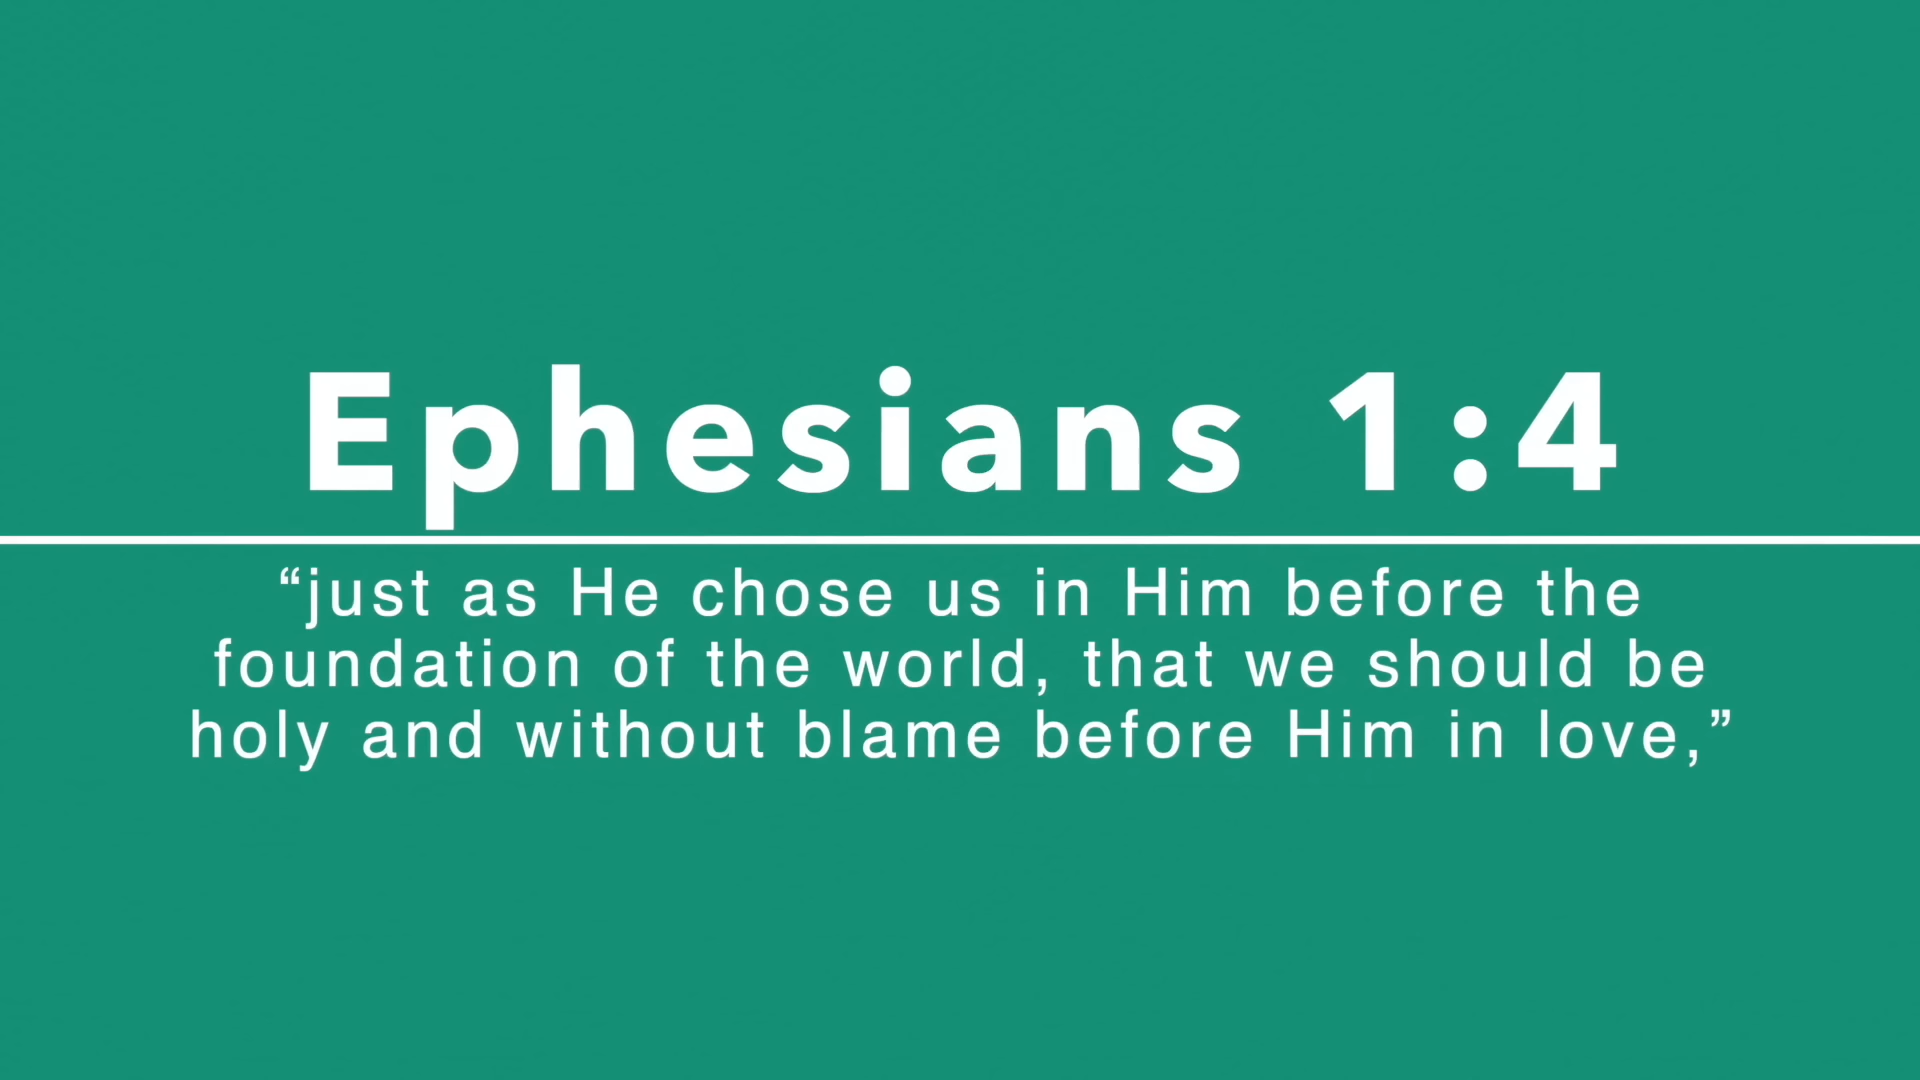 Ephesians 1:4
“just as He chose us in Him before the
foundation of the world, that we should be
holy and without blame before Him in love,”